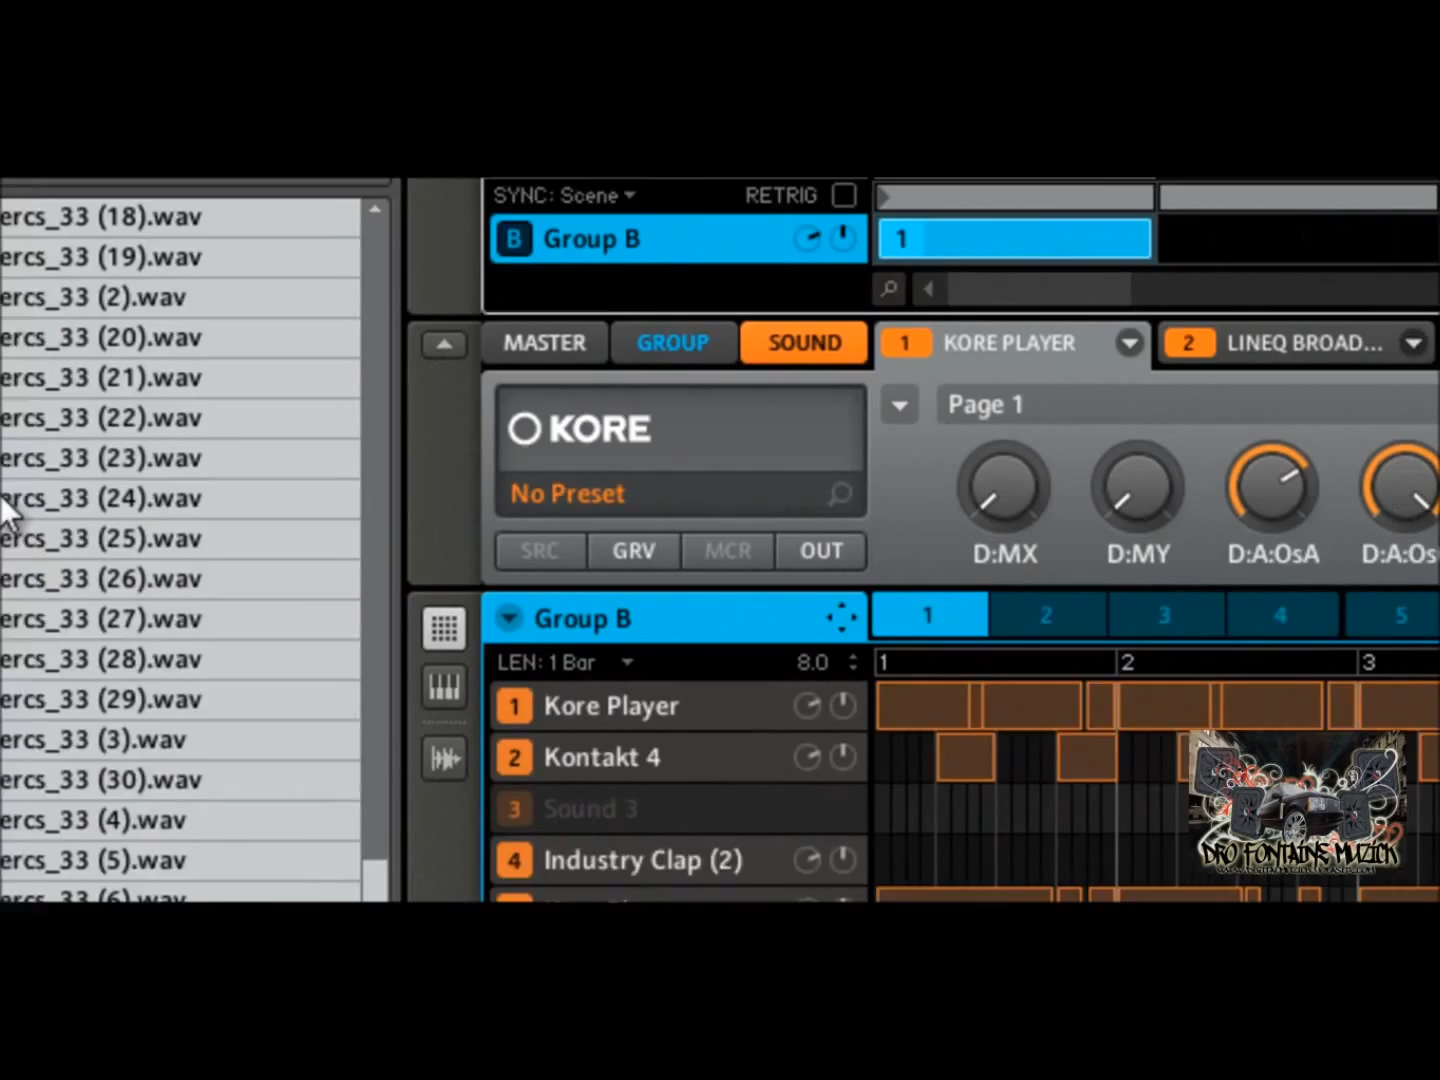 ercs_33 (18).wav
ercs_33 (19).wav
ercs_33 (2).wav
ercs_33 (20).wav
ercs_33 (21).wav
ercs_33 (22).wav
ercs_33 (23).wav
ercs_33 (24).wav
ercs_33 (25).wav
ercs_33 (26).wav
ercs_33 (27).wav
ercs_33 (28).wav
ercs_33 (29).wav
ercs_33 (3).wav
ercs_33 (30).wav
ercs_33 (4).wav
ercs_33 (5).wav
ercs_33 (6).wav
SYNC: Scene RETRIG
B Group B 1
MASTER GROUP SOUND 1 KORE PLAYER 2 LINEQ BROAD...
KORE
No Preset
Page 1
SRC GRV MCR OUT
D:MX D:MY D:A:OsA D:A:Os
Group B 1 2 3 4 5
LEN: 1 Bar 8.0 1 2 3
1 Kore Player
2 Kontakt 4
3 Sound 3
4 Industry Clap (2)
DRO FONTAINE MUZICK